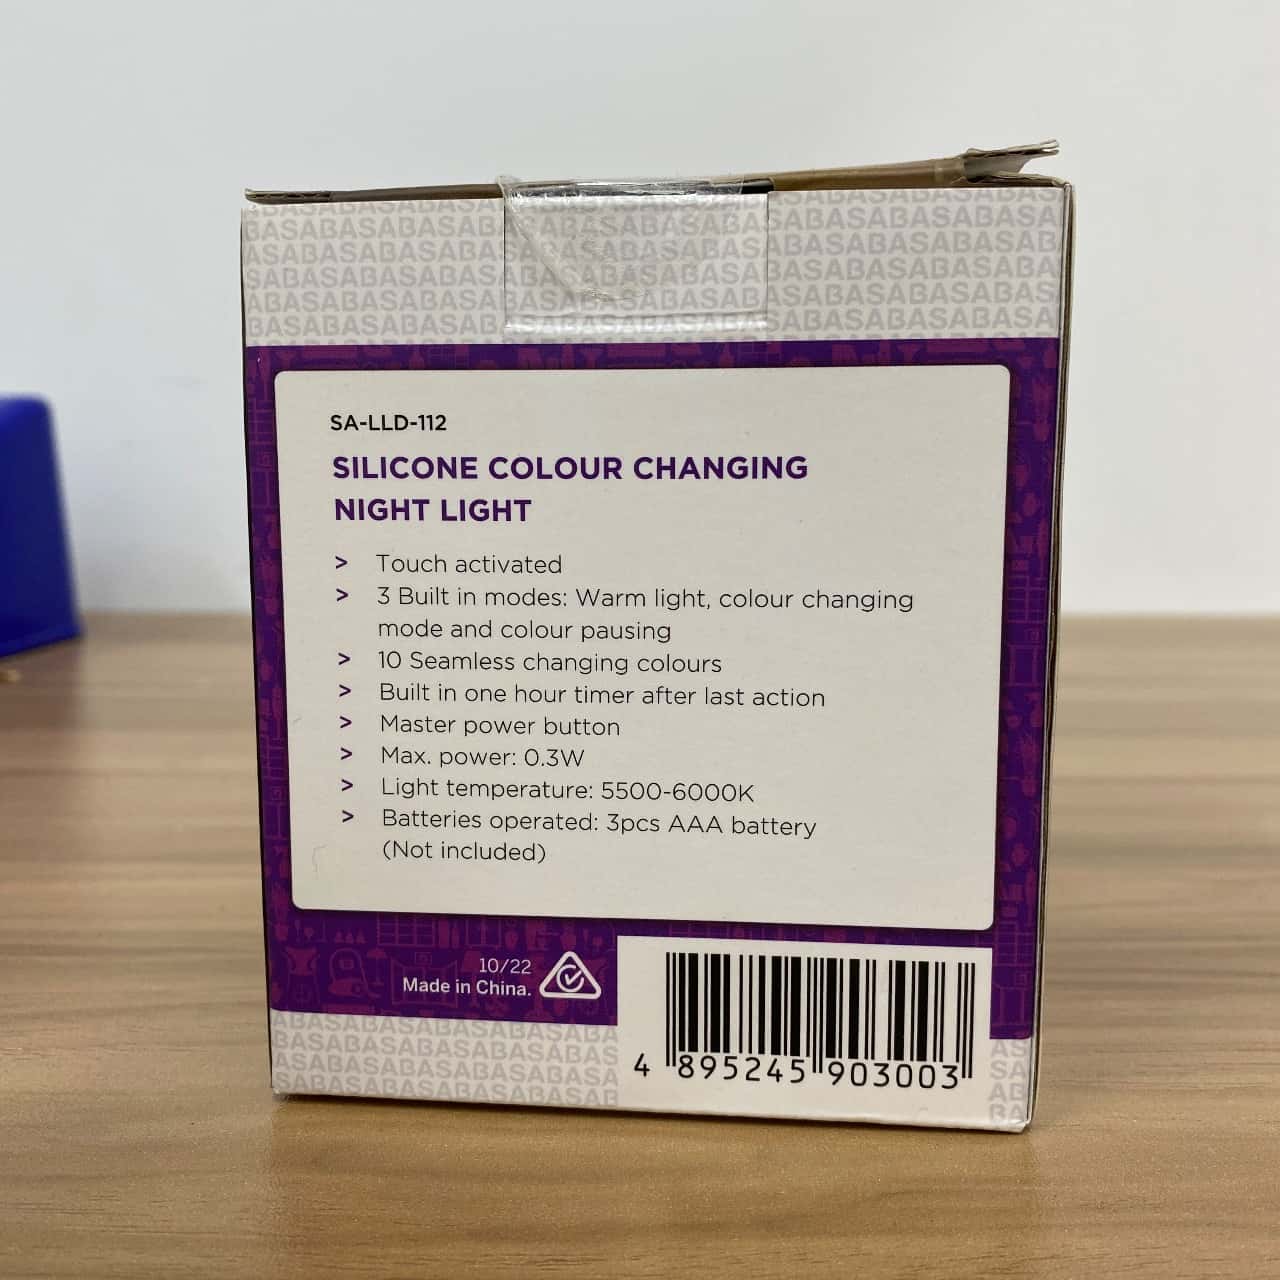 SA-LLD-112
SILICONE COLOUR CHANGING
NIGHT LIGHT
> Touch activated
> 3 Built in modes: Warm light, colour changing
mode and colour pausing
> 10 Seamless changing colours
> Built in one hour timer after last action
> Master power button
> Max. power: 0.3W
> Light temperature: 5500-6000K
> Batteries operated: 3pcs AAA battery
(Not included)
10/22
Made in China.
4 895245 903003